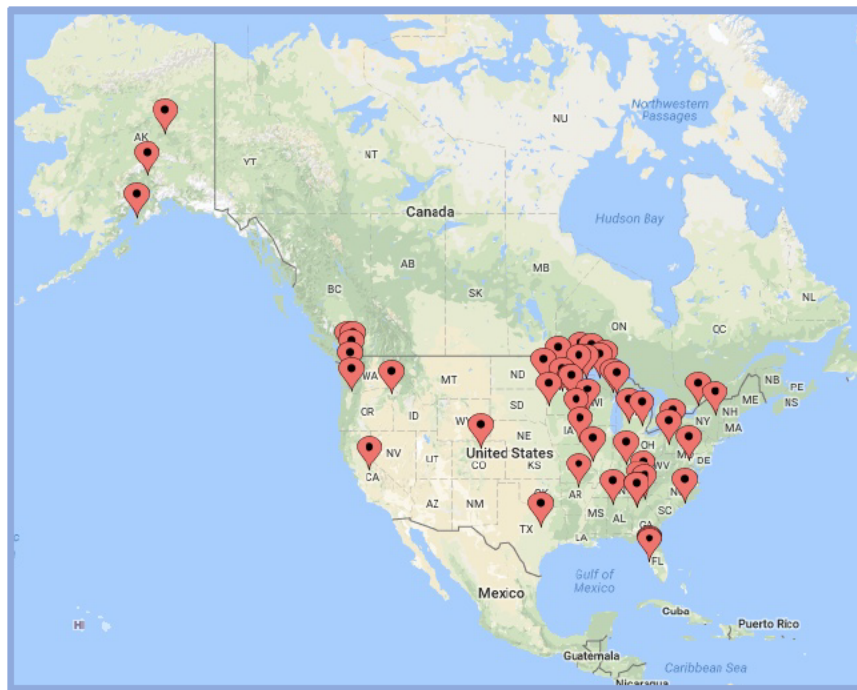 Northwestern
Passages
NU
AK
YT
NT
Canada
Hudson Bay
AB
MB
BC
SK
NL
ON
QC
WA
MT
ND
NB
PE
ME
NS
OR
ID
SD
WI
NH
NY
MA
WY
IA
NE
OH
United States
NV
UT
CO
KS
WV
DE
CA
AZ
NM
AR
MS
AL
SC
TX
LA
GA
FL
Gulf of
Mexico
Mexico
HI
Cuba
Puerto Rico
Guatemala
Caribbean Sea
Nicaragua